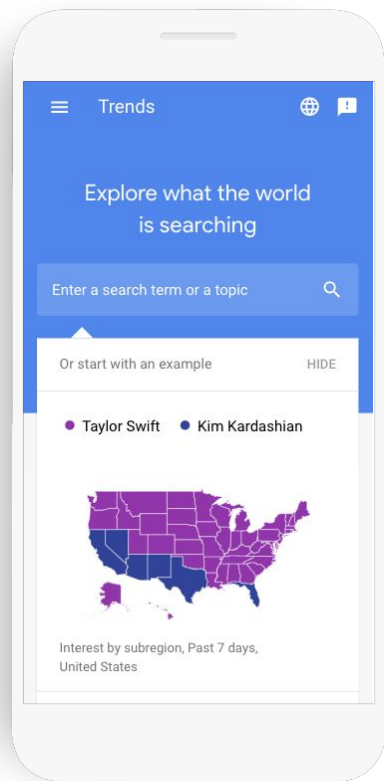 Trends
Explore what the world
is searching
Enter a search term or a topic
Or start with an example HIDE
Taylor Swift Kim Kardashian
Interest by subregion, Past 7 days,
United States